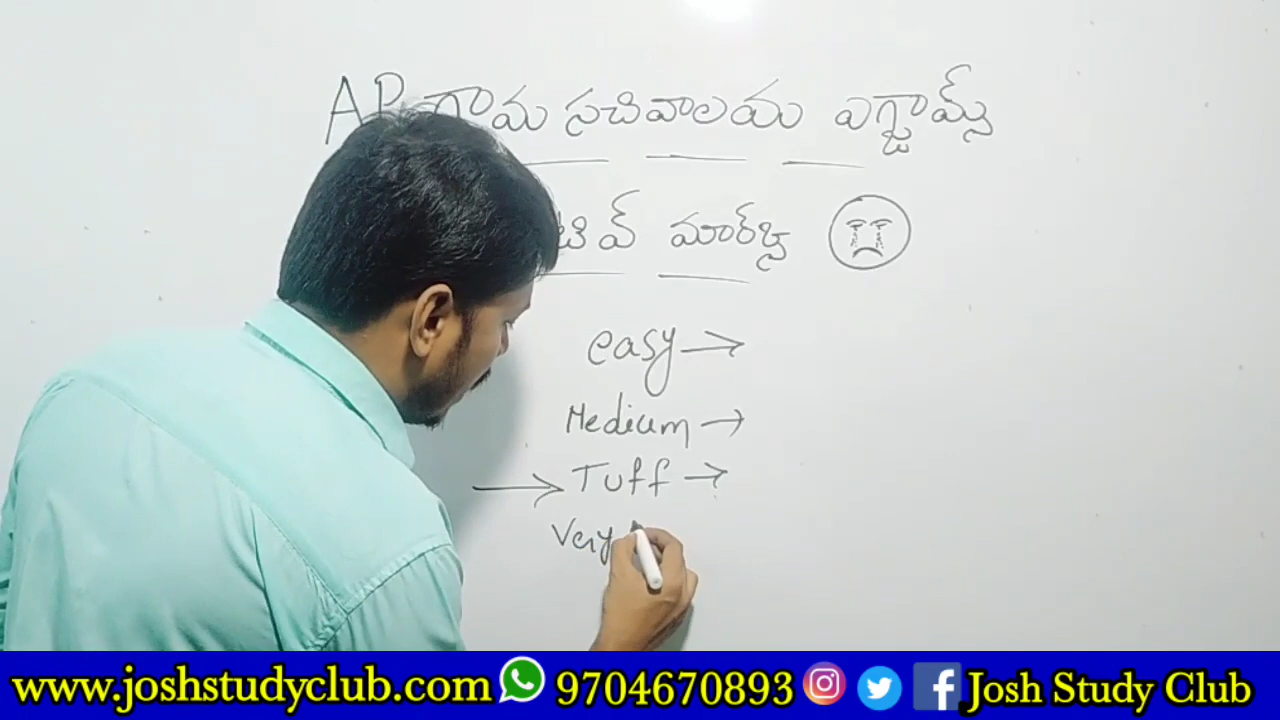 AP గ్రామ సచివాలయ ఎగ్జామ్స్
మార్క్స్
easy →
Medium →
→ Tuff →
Very
www.joshstudyclub.com 9704670893 Josh Study Club